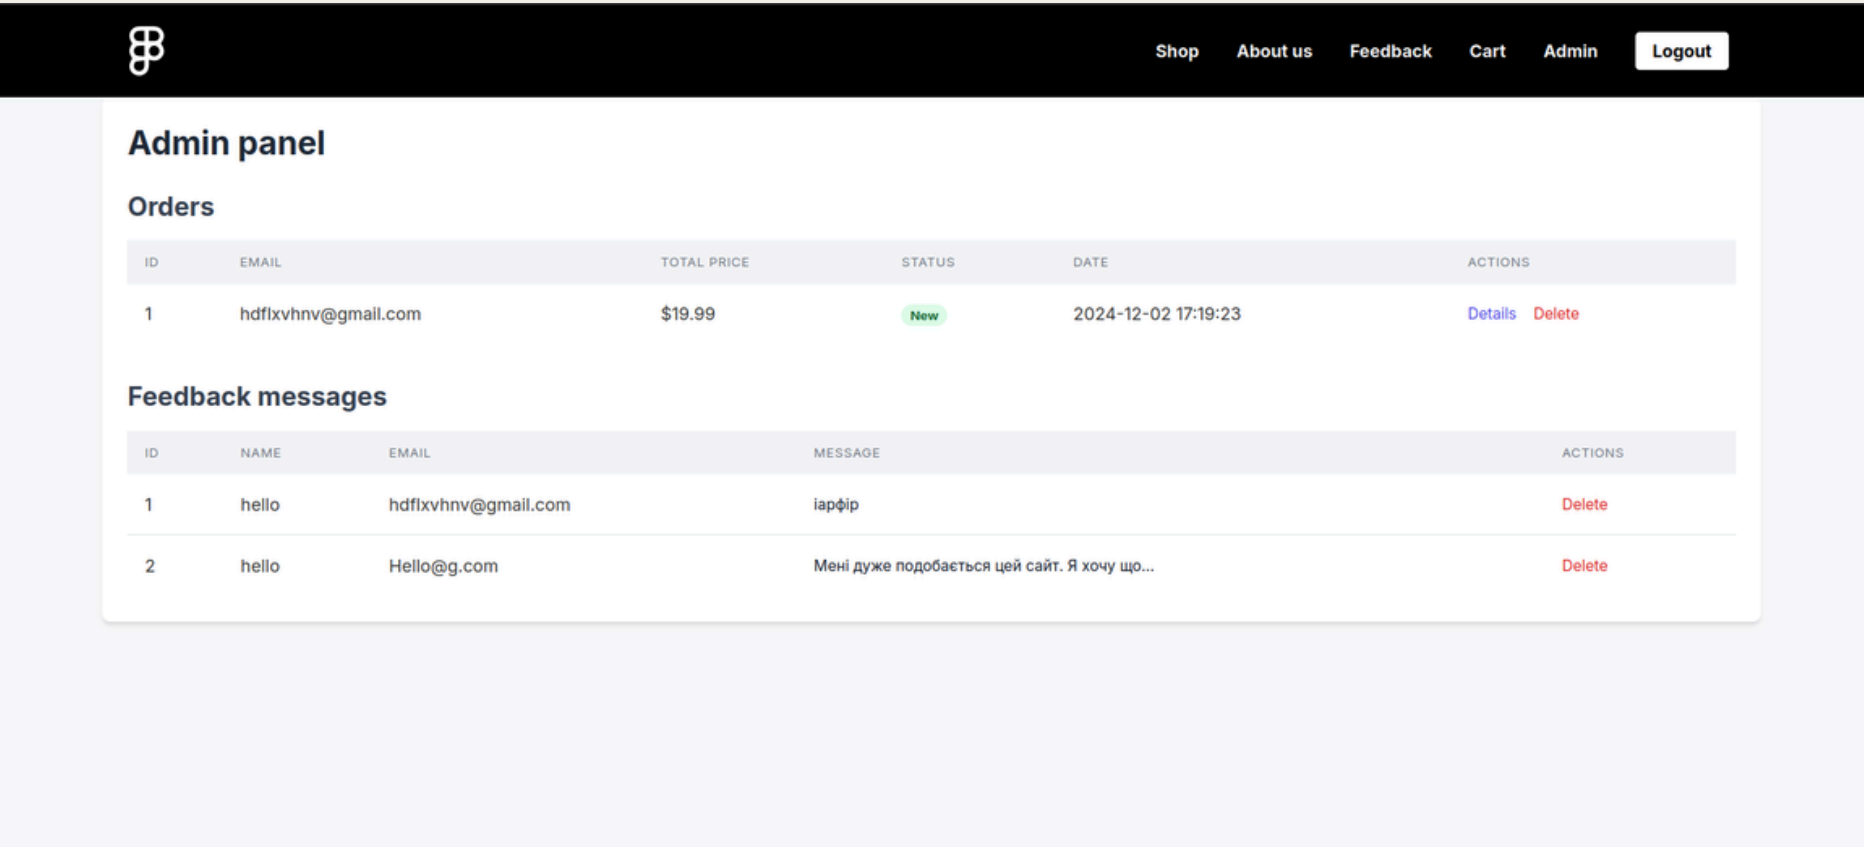 Shop About us Feedback Cart Admin Logout
Admin panel
Orders
ID EMAIL TOTAL PRICE STATUS DATE ACTIONS
1 hdflxvhnv@gmail.com $19.99 New 2024-12-02 17:19:23 Details Delete
Feedback messages
ID NAME EMAIL MESSAGE ACTIONS
1 hello hdflxvhnv@gmail.com іарфір Delete
2 hello Hello@g.com Мені дуже подобається цей сайт. Я хочу що... Delete